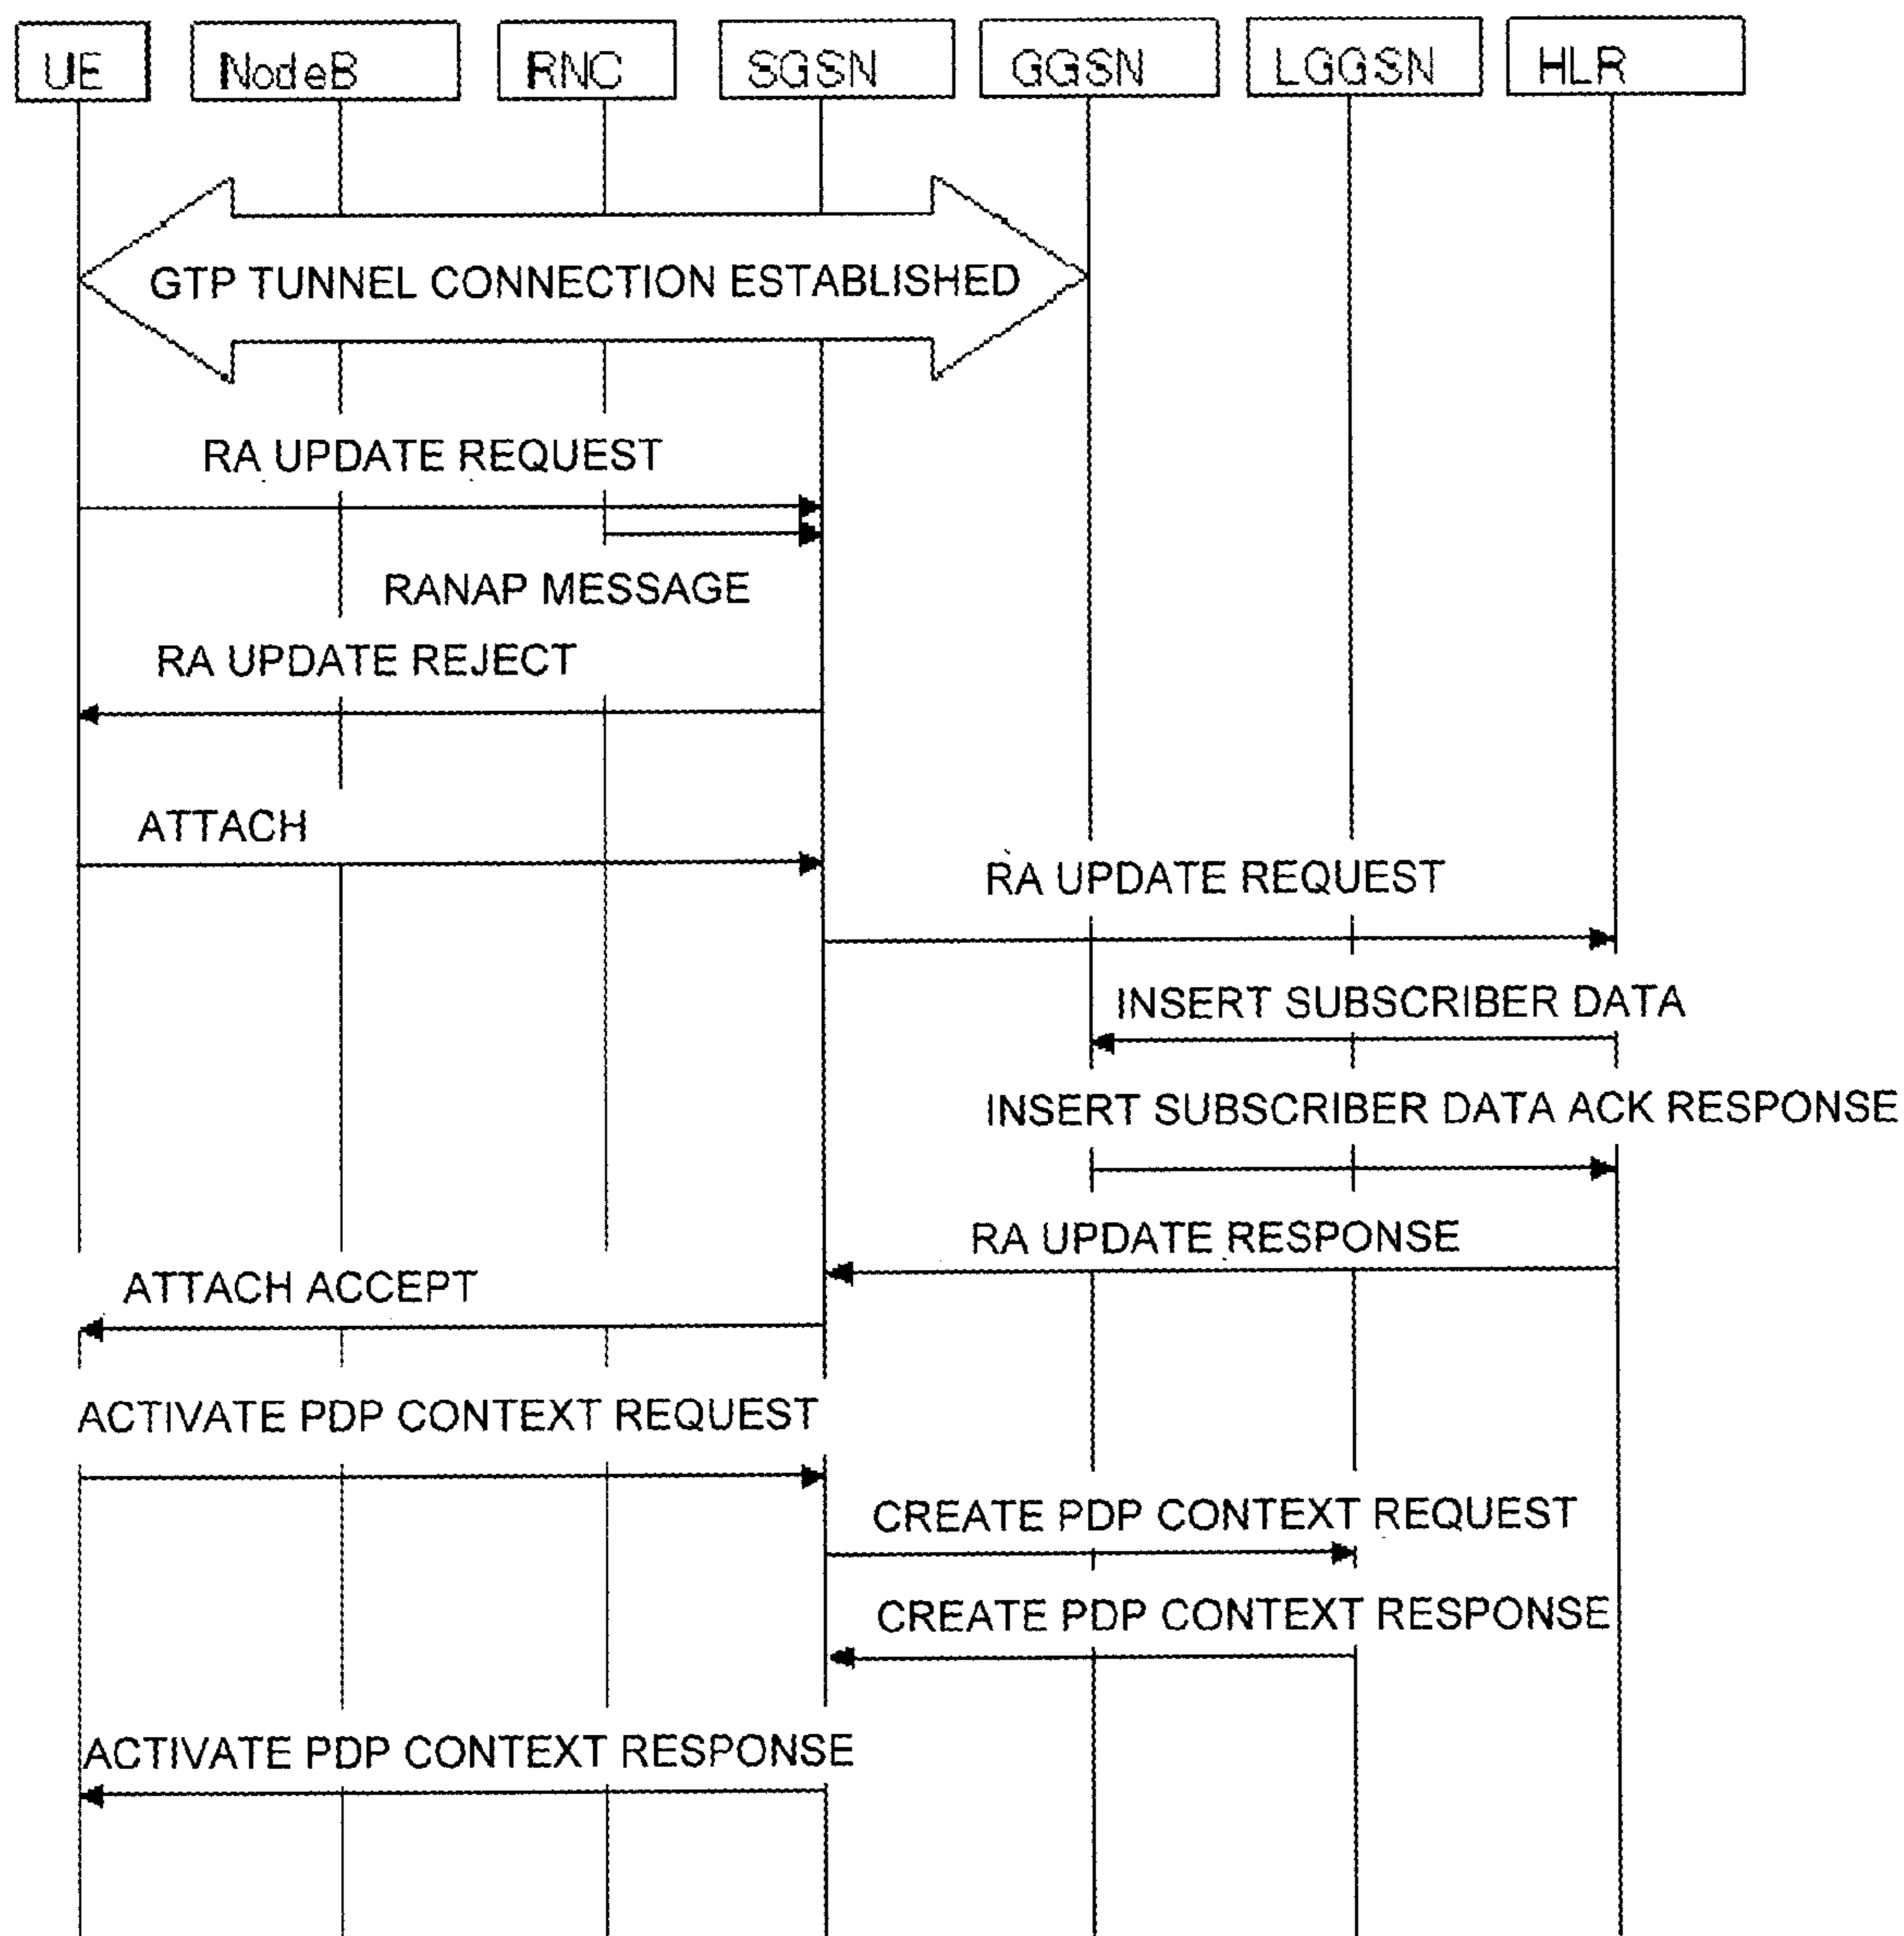 UE NodeB RNC SGSN GGSN LGGSN HLR
GTP TUNNEL CONNECTION ESTABLISHED
RA UPDATE REQUEST
RANAP MESSAGE
RA UPDATE REJECT
ATTACH
RA UPDATE REQUEST
INSERT SUBSCRIBER DATA
INSERT SUBSCRIBER DATA ACK RESPONSE
RA UPDATE RESPONSE
ATTACH ACCEPT
ACTIVATE PDP CONTEXT REQUEST
CREATE PDP CONTEXT REQUEST
CREATE PDP CONTEXT RESPONSE
ACTIVATE PDP CONTEXT RESPONSE